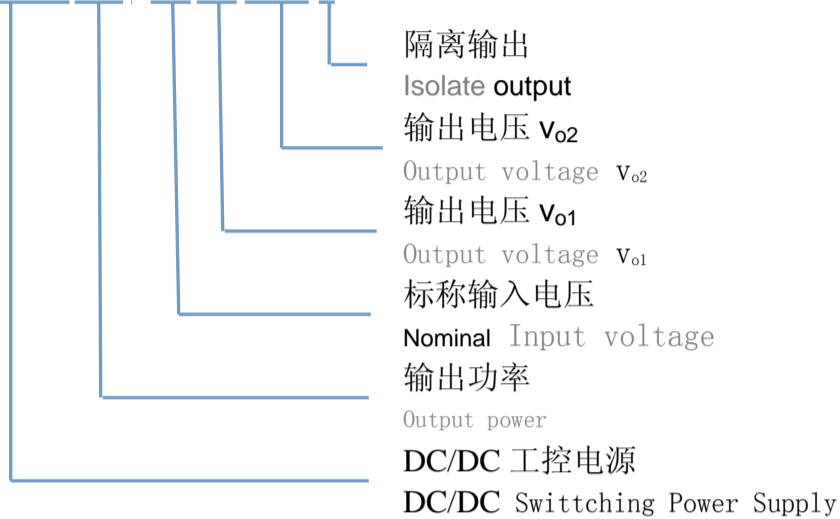 隔离输出
Isolate output
输出电压 Vo2
Output voltage Vo2
输出电压 Vo1
Output voltage Vo1
标称输入电压
Nominal Input voltage
输出功率
Output power
DC/DC 工控电源
DC/DC Swittching Power Supply